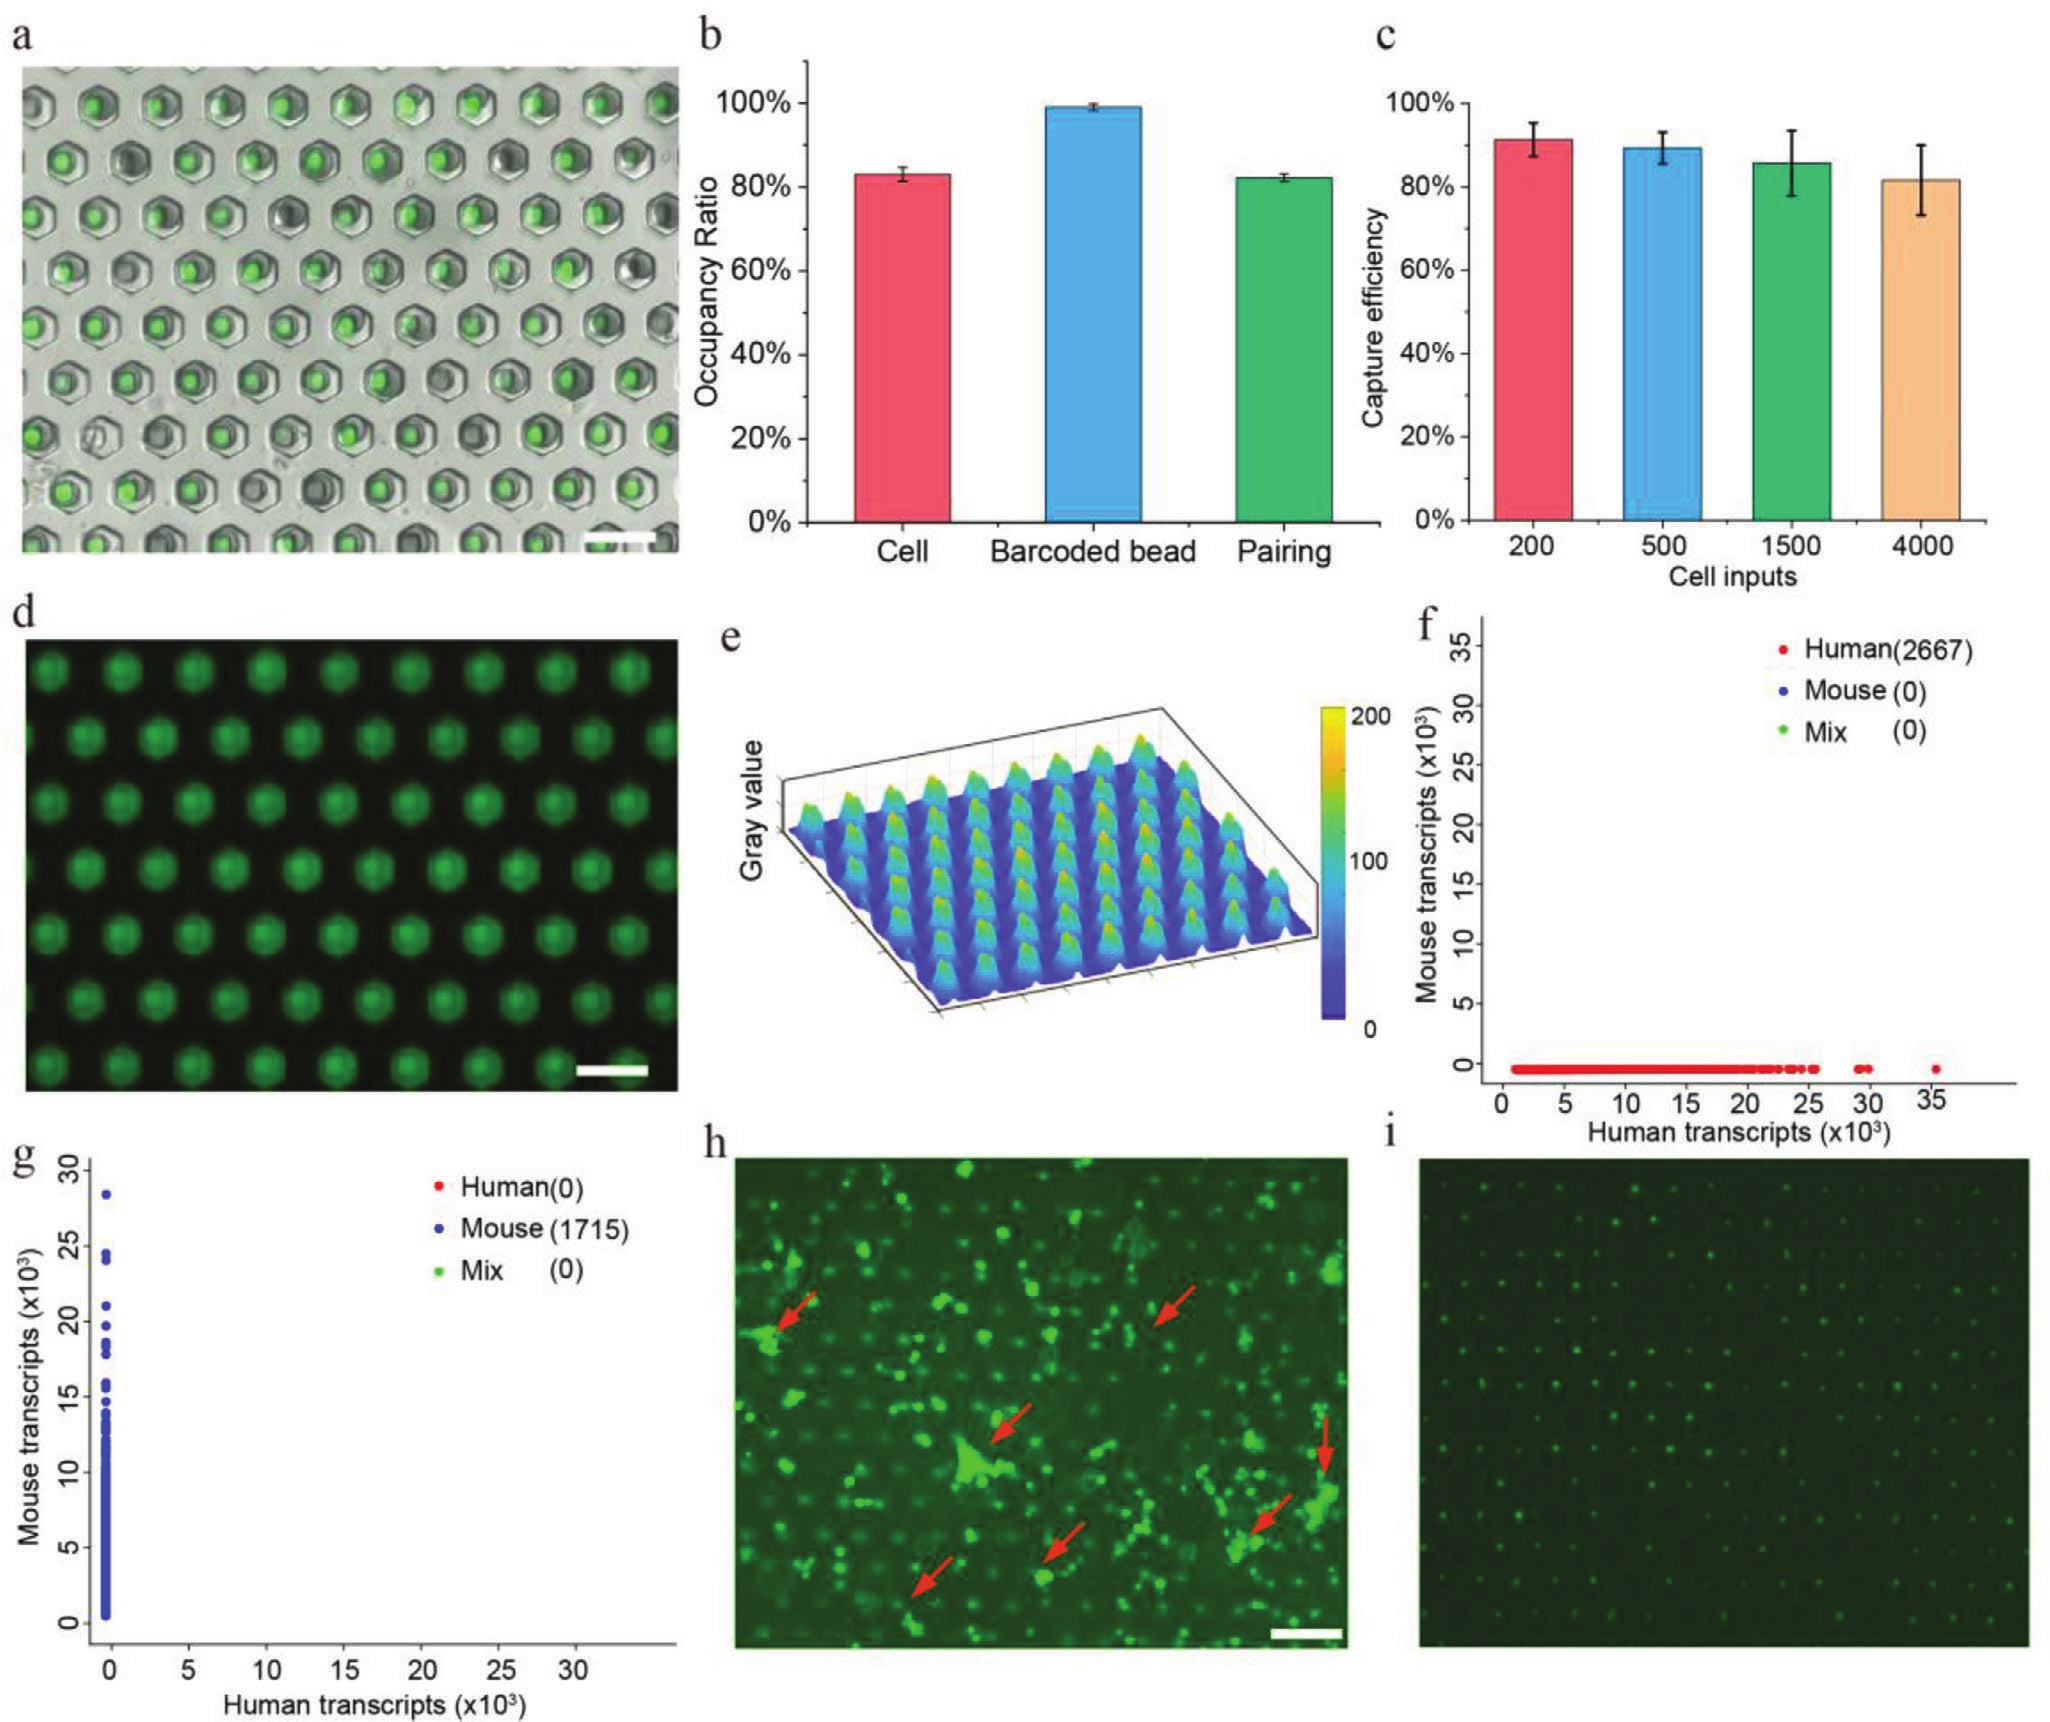 a
b
100%
80%
60%
40%
20%
0%
Occupancy Ratio
Cell
Barcoded bead
Pairing
c
100%
80%
60%
40%
20%
0%
Capture efficiency
200
500
1500
4000
Cell inputs
d
e
Gray value
200
100
0
f
35
30
25
20
15
10
5
0
Mouse transcripts (x10³)
Human(2667)
Mouse (0)
Mix (0)
0 5 10 15 20 25 30 35
Human transcripts (x10³)
g
30
25
20
15
10
5
0
Mouse transcripts (x10³)
Human(0)
Mouse (1715)
Mix (0)
0 5 10 15 20 25 30
Human transcripts (x10³)
h
i